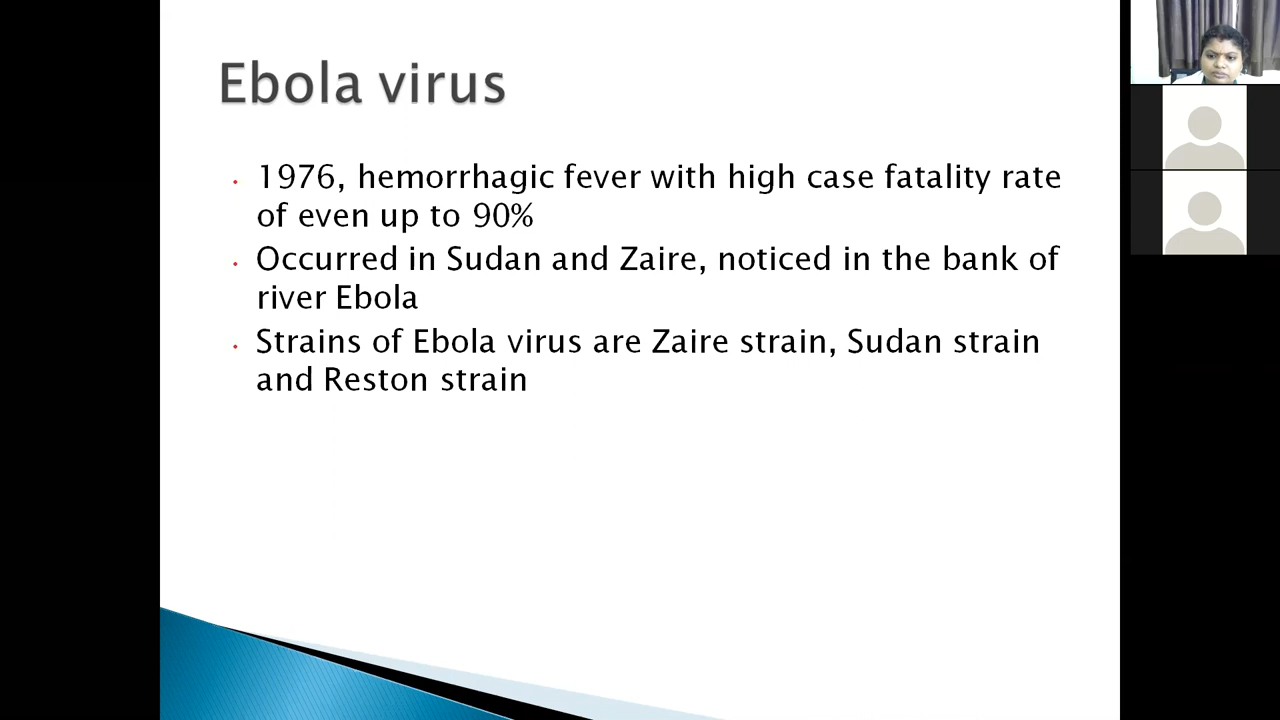 Ebola virus
1976, hemorrhagic fever with high case fatality rate
of even up to 90%
Occurred in Sudan and Zaire, noticed in the bank of
river Ebola
Strains of Ebola virus are Zaire strain, Sudan strain
and Reston strain